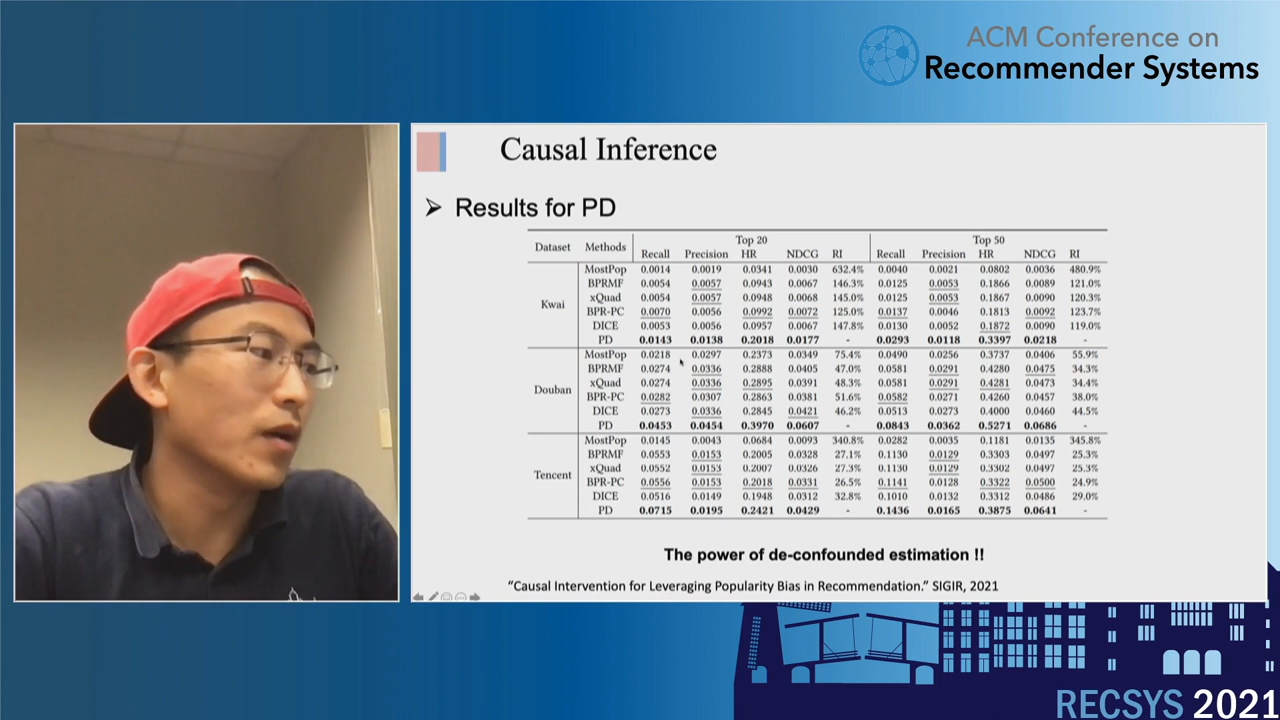 ACM Conference on
Recommender Systems
Causal Inference
➢ Results for PD
Dataset Methods Top 20 Top 50
Recall Precision HR NDCG RI Recall Precision HR NDCG RI
Kwai
MostPop 0.0014 0.0019 0.0341 0.0030 632.4% 0.0040 0.0021 0.0802 0.0036 480.9%
BPRMF 0.0054 0.0057 0.0943 0.0067 146.3% 0.0125 0.0053 0.1866 0.0089 121.0%
xQuad 0.0054 0.0057 0.0948 0.0068 145.0% 0.0125 0.0053 0.1867 0.0090 120.3%
BPR-PC 0.0070 0.0056 0.0992 0.0072 125.0% 0.0137 0.0046 0.1813 0.0092 123.7%
DICE 0.0053 0.0056 0.0957 0.0067 147.8% 0.0130 0.0052 0.1872 0.0090 119.0%
PD 0.0143 0.0138 0.2018 0.0177 - 0.0293 0.0118 0.3397 0.0218 -
Douban
MostPop 0.0218 0.0297 0.2373 0.0349 75.4% 0.0490 0.0256 0.3737 0.0406 55.9%
BPRMF 0.0274 0.0336 0.2888 0.0405 47.0% 0.0581 0.0291 0.4280 0.0475 34.3%
xQuad 0.0274 0.0336 0.2895 0.0391 48.3% 0.0581 0.0291 0.4281 0.0473 34.4%
BPR-PC 0.0282 0.0307 0.2863 0.0381 51.6% 0.0582 0.0271 0.4260 0.0457 38.0%
DICE 0.0273 0.0336 0.2845 0.0421 46.2% 0.0513 0.0273 0.4000 0.0460 44.5%
PD 0.0453 0.0454 0.3970 0.0607 - 0.0843 0.0362 0.5271 0.0686 -
Tencent
MostPop 0.0145 0.0043 0.0684 0.0093 340.8% 0.0282 0.0035 0.1181 0.0135 345.8%
BPRMF 0.0553 0.0153 0.2005 0.0328 27.1% 0.1130 0.0129 0.3303 0.0497 25.3%
xQuad 0.0552 0.0153 0.2007 0.0326 27.3% 0.1130 0.0129 0.3302 0.0497 25.3%
BPR-PC 0.0556 0.0153 0.2018 0.0331 26.5% 0.1141 0.0128 0.3322 0.0500 24.9%
DICE 0.0516 0.0149 0.1948 0.0312 32.8% 0.1010 0.0132 0.3312 0.0486 29.0%
PD 0.0715 0.0195 0.2421 0.0429 - 0.1436 0.0165 0.3875 0.0641 -
The power of de-confounded estimation !!
“Causal Intervention for Leveraging Popularity Bias in Recommendation.” SIGIR, 2021
RECSYS 2021